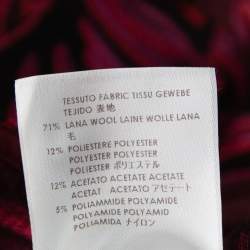 TESSUTO FABRIC TISSU GEWEBE
TEJIDO 表地
71% LANA WOOL LAINE WOLLE LANA
毛
12% POLIESTERE POLYESTER
POLYESTER POLYESTER
POLIESTER ポリエステル
12% ACETATO ACETATE ACETATE
ACETAT ACETATO アセテート
5% POLIAMMIDE POLYAMIDE
POLYAMIDE POLYAMID
POLIAMIDA ナイロン